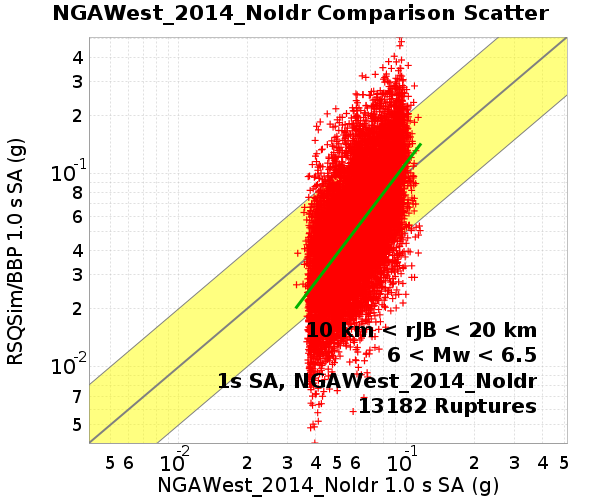 NGAWest_2014_NoIdr Comparison Scatter
RSQSim/BBP 1.0 s SA (g)
4
3
2
10-1
8
6
4
3
2
10-2
7
5
10 km < rJB < 20 km
6 < Mw < 6.5
1s SA, NGAWest_2014_NoIdr
13182 Ruptures
5 6 10-2 2 3 4 5 6 10-1 2 3 4 5
NGAWest_2014_NoIdr 1.0 s SA (g)